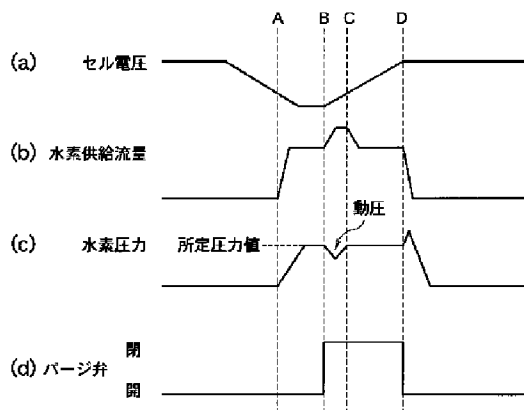 A B C D
(a) セル電圧
(b) 水素供給流量
動圧
(c) 水素圧力 所定圧力値
閉
(d) パージ弁
開